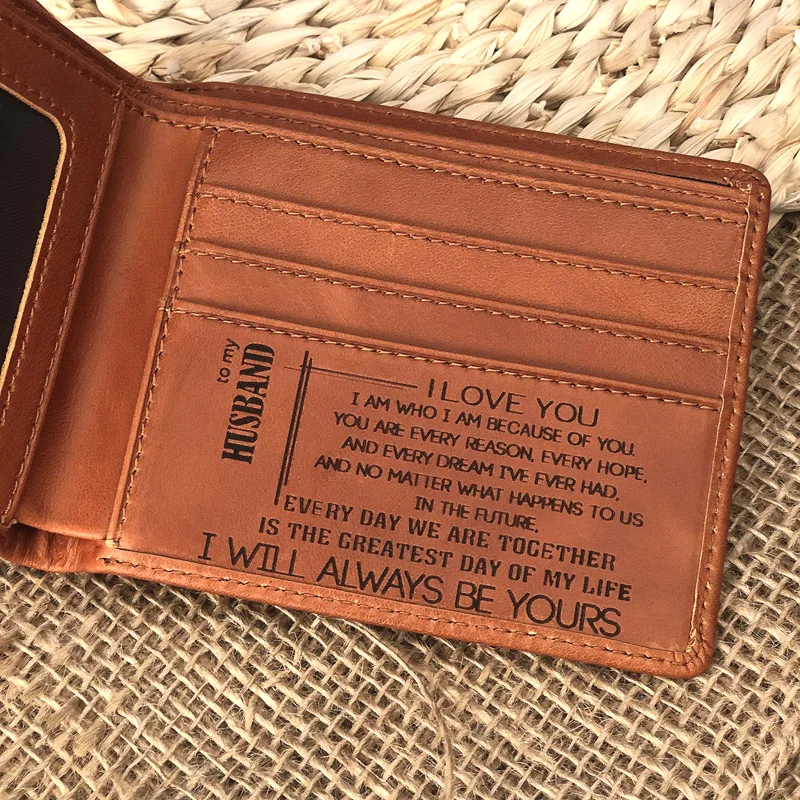 to my
HUSBAND
I LOVE YOU
I AM WHO I AM BECAUSE OF YOU.
YOU ARE EVERY REASON, EVERY HOPE,
AND EVERY DREAM I'VE EVER HAD,
AND NO MATTER WHAT HAPPENS TO US
IN THE FUTURE,
EVERY DAY WE ARE TOGETHER
IS THE GREATEST DAY OF MY LIFE
I WILL ALWAYS BE YOURS